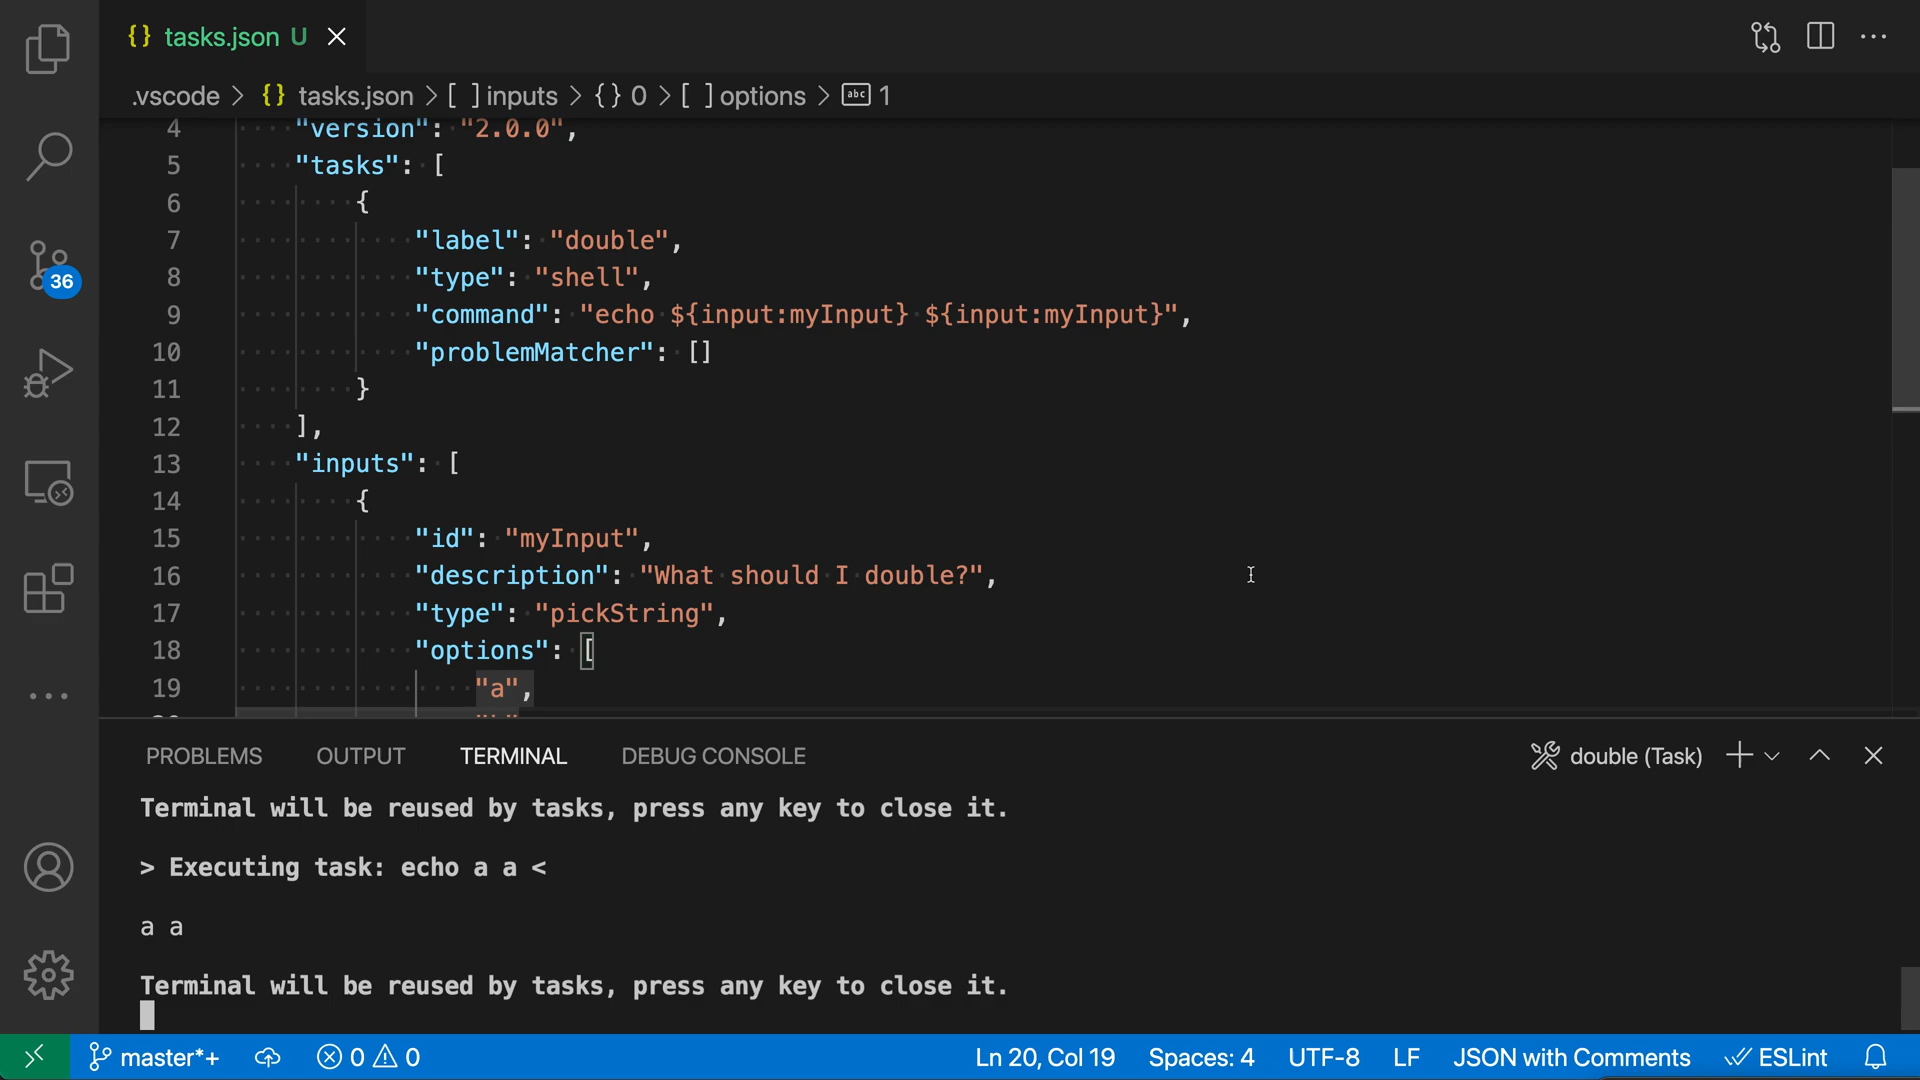 {} tasks.json U
.vscode > {} tasks.json > [ ] inputs > {} 0 > [ ] options > abc 1
4 "version": "2.0.0",
5 "tasks": [
6 {
7 "label": "double",
8 "type": "shell",
9 "command": "echo ${input:myInput} ${input:myInput}",
10 "problemMatcher": []
11 }
12 ],
13 "inputs": [
14 {
15 "id": "myInput",
16 "description": "What should I double?",
17 "type": "pickString",
18 "options": [
19 "a",
36
PROBLEMS OUTPUT TERMINAL DEBUG CONSOLE double (Task)
Terminal will be reused by tasks, press any key to close it.
> Executing task: echo a a <
a a
Terminal will be reused by tasks, press any key to close it.
master*+ 0 0 Ln 20, Col 19 Spaces: 4 UTF-8 LF JSON with Comments ESLint